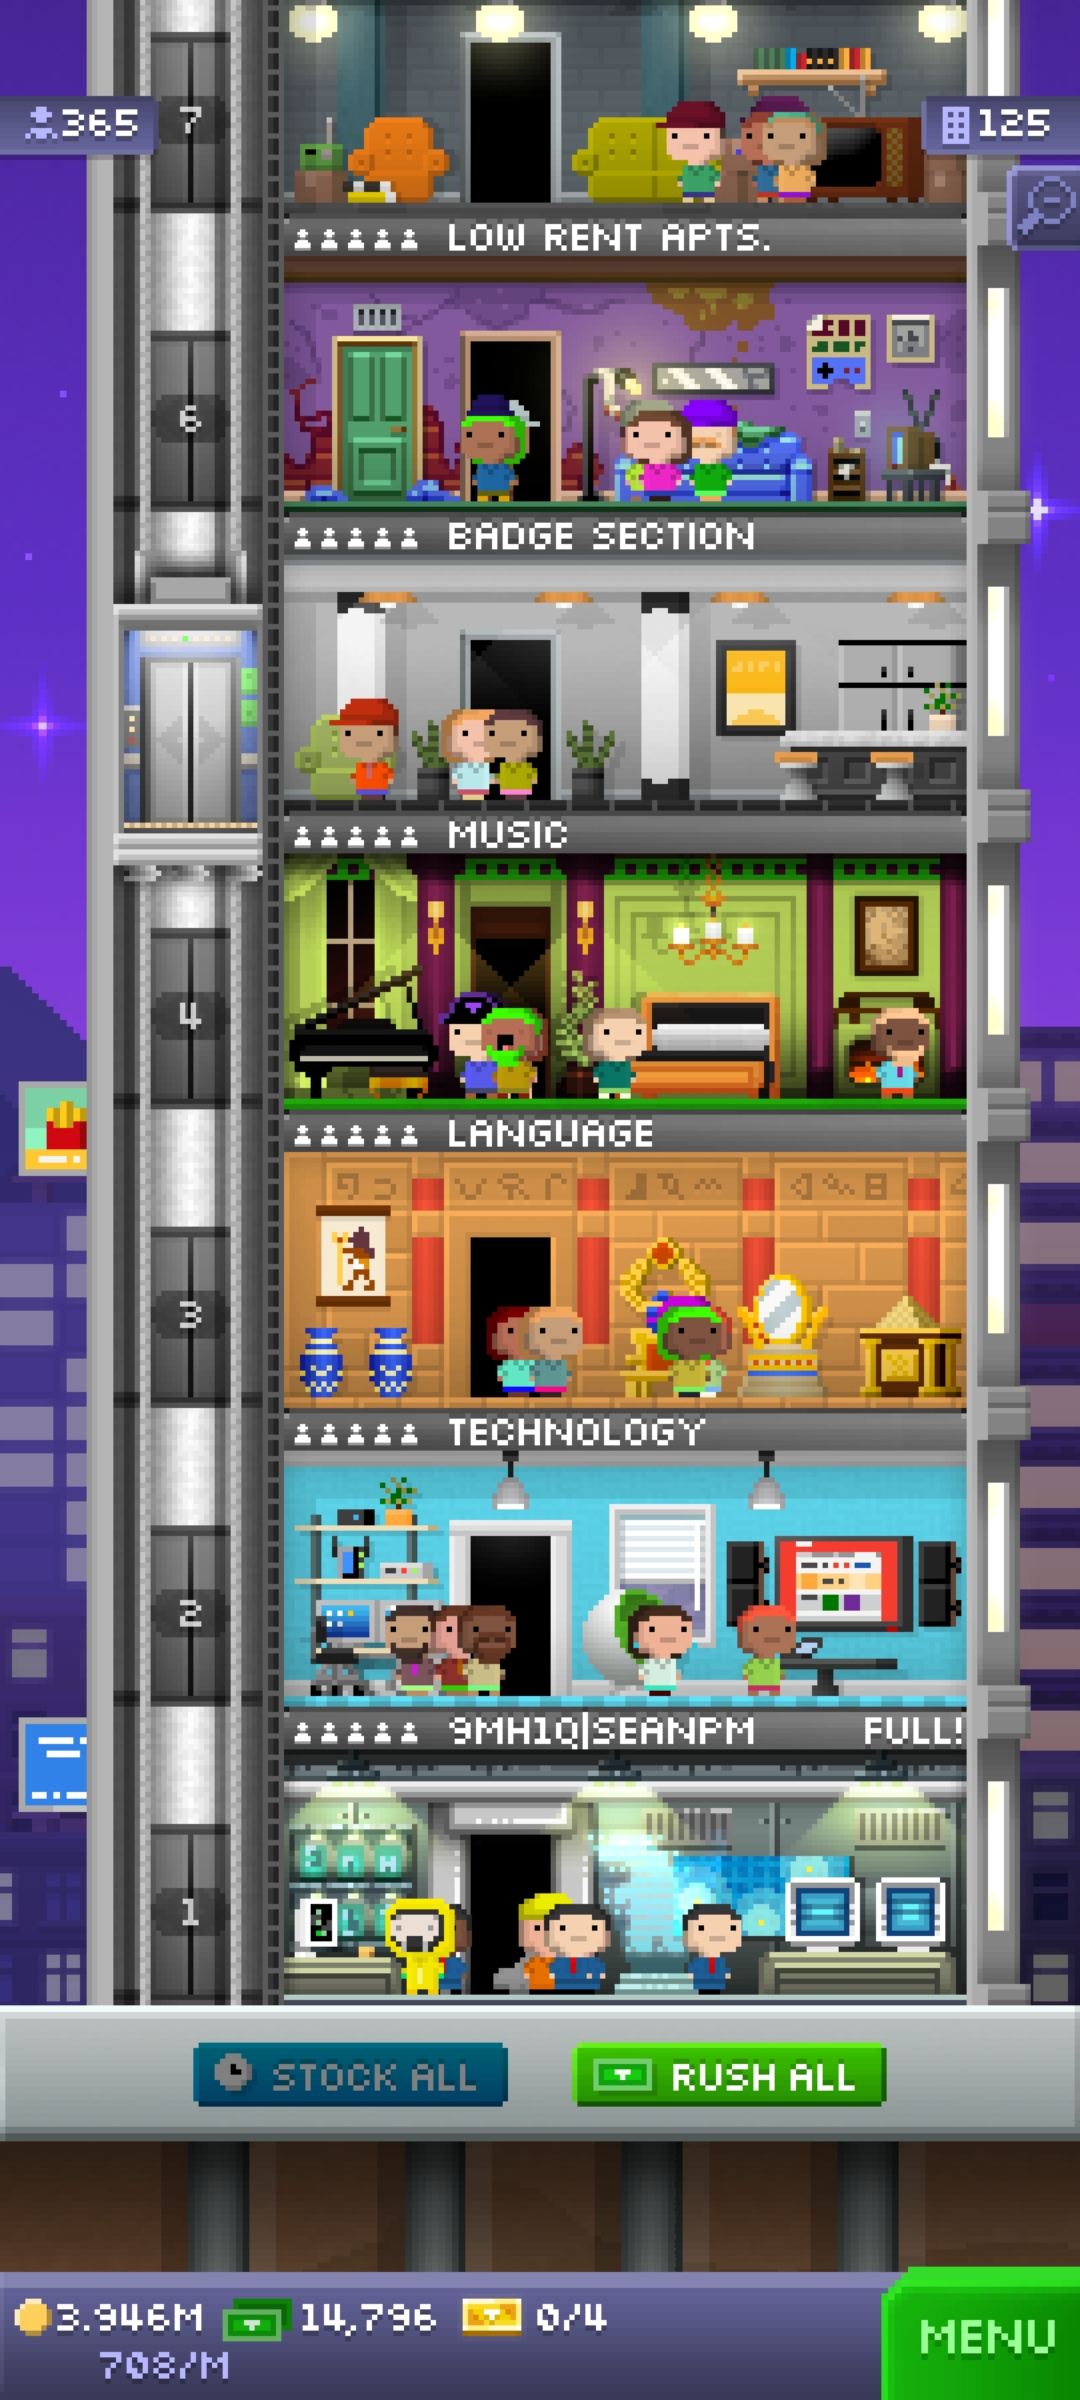 7
365
125
LOW RENT APTS.
6
BADGE SECTION
MUSIC
4
LANGUAGE
3
TECHNOLOGY
2
9MH1Q|SEANPM FULL!
1
STOCK ALL
RUSH ALL
3.946M 14,796 0/4
708/M
MENU